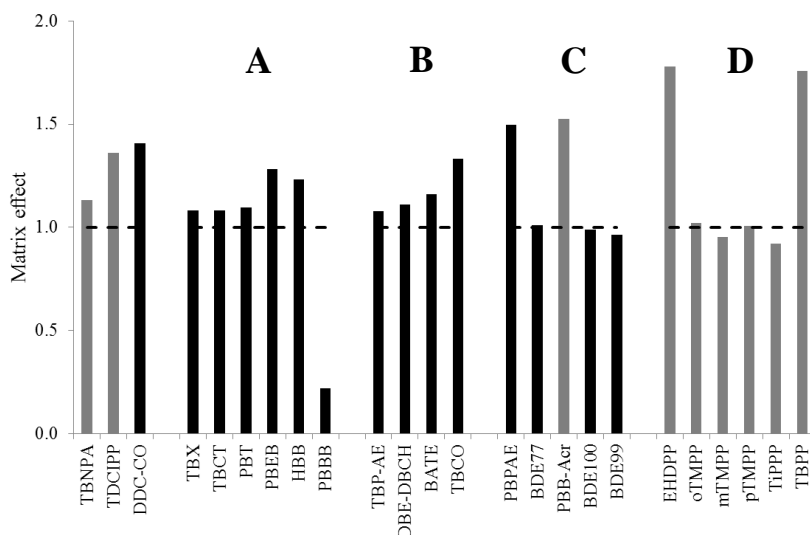 2.0
A
B
C
D
1.5
1.0
0.5
0.0
Matrix effect
TBNPA
TDCIPP
DDC-CO
TBX
TBCT
PBT
PBEB
HBB
PBBB
TBP-AE
DBE-DBCH
BATE
TBCO
PBPAE
BDE77
PBB-Acr
BDE100
BDE99
EHDPP
oTMPP
mTMPP
pTMPP
TiPPP
TBPP